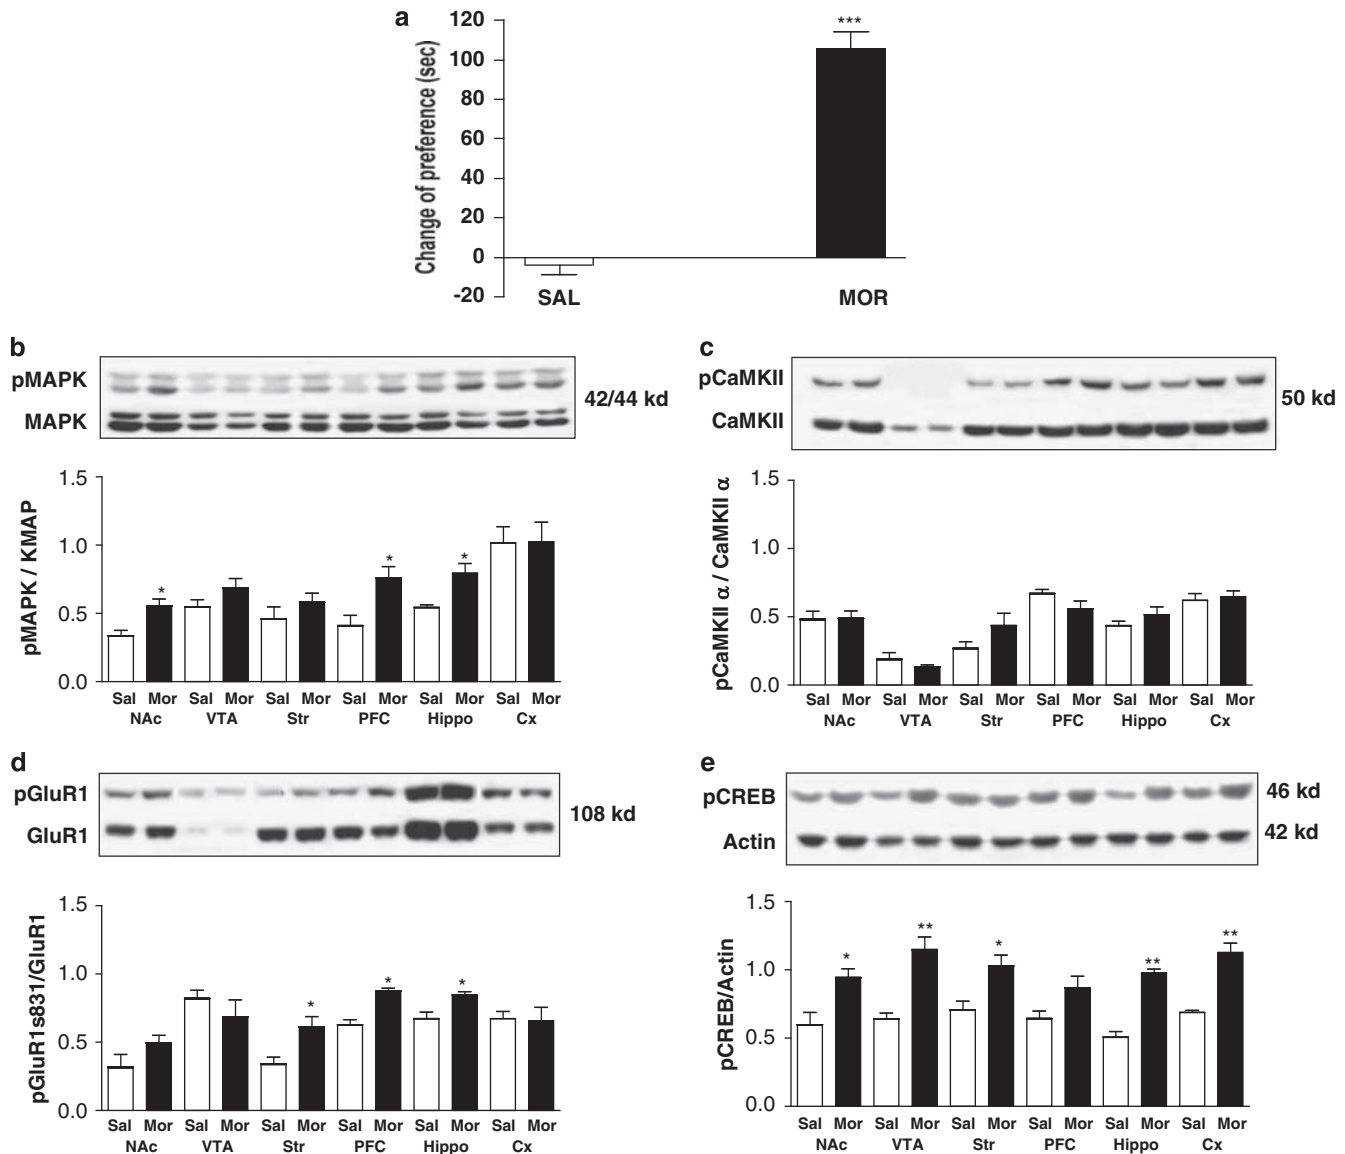 a
Change of preference (sec)
120
100
80
60
40
20
0
-20
***
SAL MOR
b
pMAPK
MAPK
42/44 kd
pMAPK / KMAP
1.5
1.0
0.5
0.0
* * *
Sal Mor Sal Mor Sal Mor Sal Mor Sal Mor Sal Mor
NAc VTA Str PFC Hippo Cx
c
pCaMKII
CaMKII
50 kd
pCaMKII α / CaMKII α
1.5
1.0
0.5
0.0
Sal Mor Sal Mor Sal Mor Sal Mor Sal Mor Sal Mor
NAc VTA Str PFC Hippo Cx
d
pGluR1
GluR1
108 kd
pGluR1s831/GluR1
1.5
1.0
0.5
0.0
* * *
Sal Mor Sal Mor Sal Mor Sal Mor Sal Mor Sal Mor
NAc VTA Str PFC Hippo Cx
e
pCREB
Actin
46 kd
42 kd
pCREB/Actin
1.5
1.0
0.5
0.0
* ** * ** **
Sal Mor Sal Mor Sal Mor Sal Mor Sal Mor Sal Mor
NAc VTA Str PFC Hippo Cx